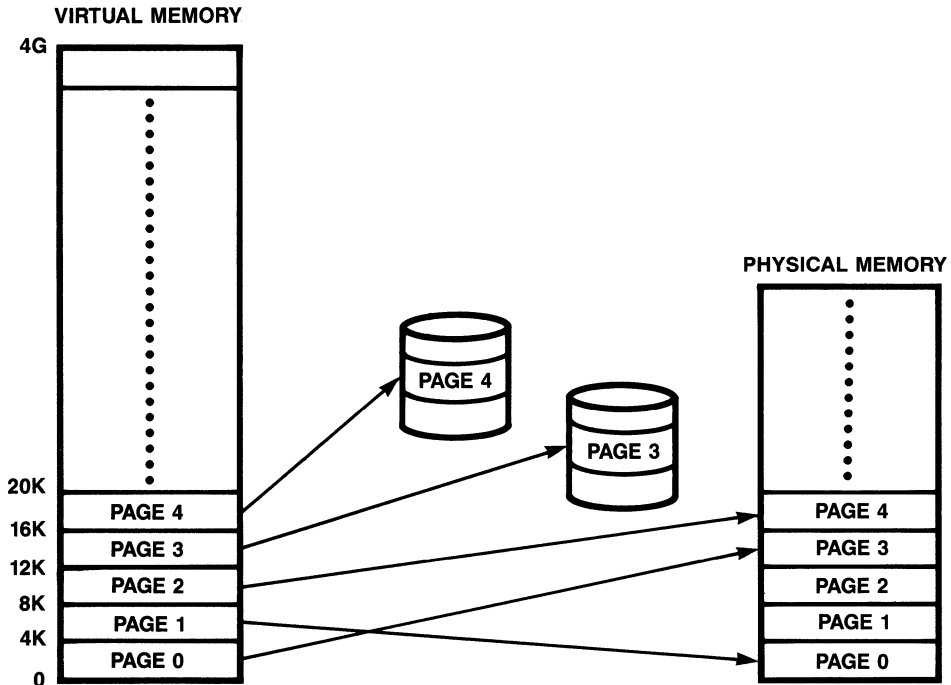 VIRTUAL MEMORY
4G
20K
PAGE 4
16K
PAGE 3
12K
PAGE 2
8K
PAGE 1
4K
PAGE 0
0
PAGE 4
PAGE 3
PHYSICAL MEMORY
PAGE 4
PAGE 3
PAGE 2
PAGE 1
PAGE 0